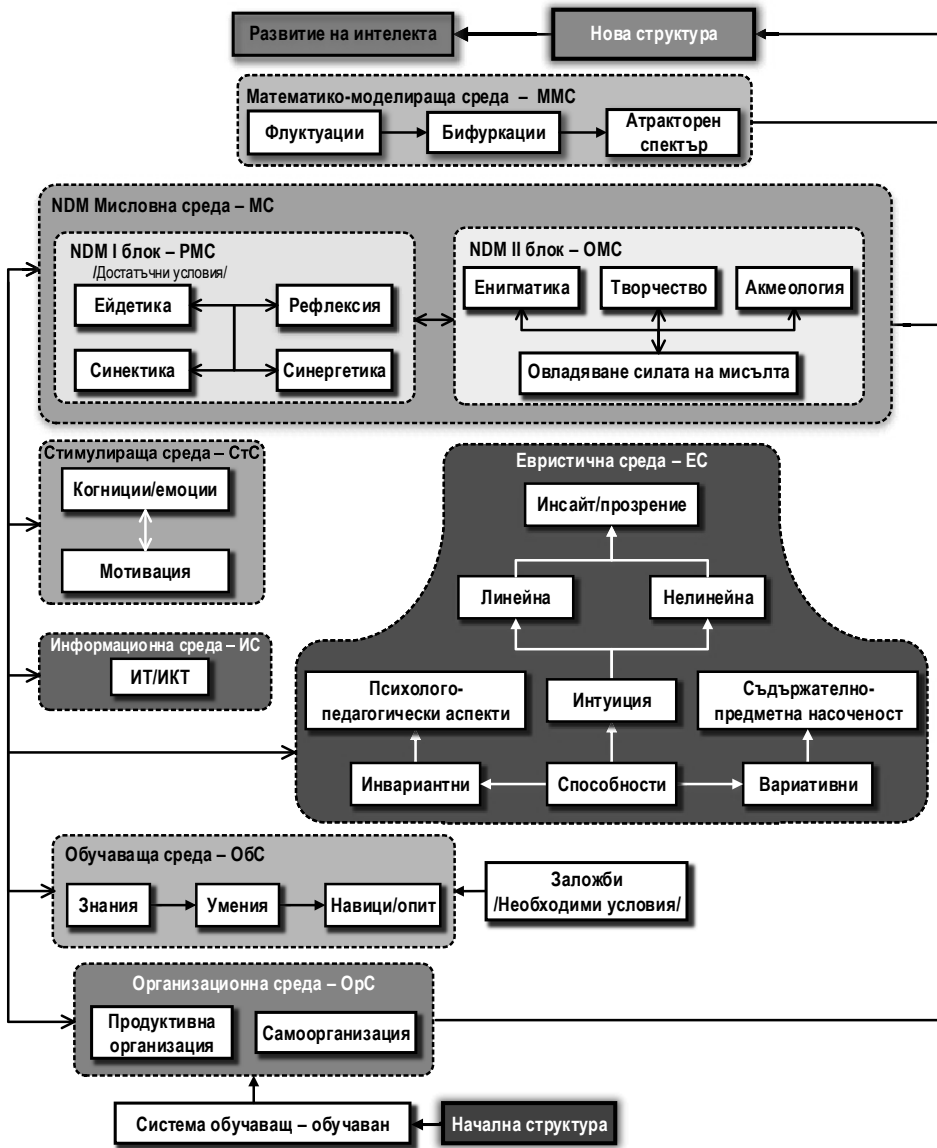 Развитие на интелекта
Нова структура
Математико-моделираща среда – ММС
Флуктуации
Бифуркации
Атракторен
спектър
NDM Мисловна среда – МС
NDM I блок – РМС
/Достатъчни условия/
Ейдетика
Рефлексия
Синектика
Синергетика
NDM II блок – ОМС
Енигматика
Творчество
Акмеология
Овладяване силата на мисълта
Стимулираща среда – СтС
Когниции/емоции
Мотивация
Информационна среда – ИС
ИТ/ИКТ
Евристична среда – ЕС
Инсайт/прозрение
Линейна
Нелинейна
Психолого-
педагогически аспекти
Интуиция
Съдържателно-
предметна насоченост
Инвариантни
Способности
Вариативни
Обучаваща среда – ОбС
Знания
Умения
Навици/опит
Заложби
/Необходими условия/
Организационна среда – ОрС
Продуктивна
организация
Самоорганизация
Система обучаващ – обучаван
Начална структура